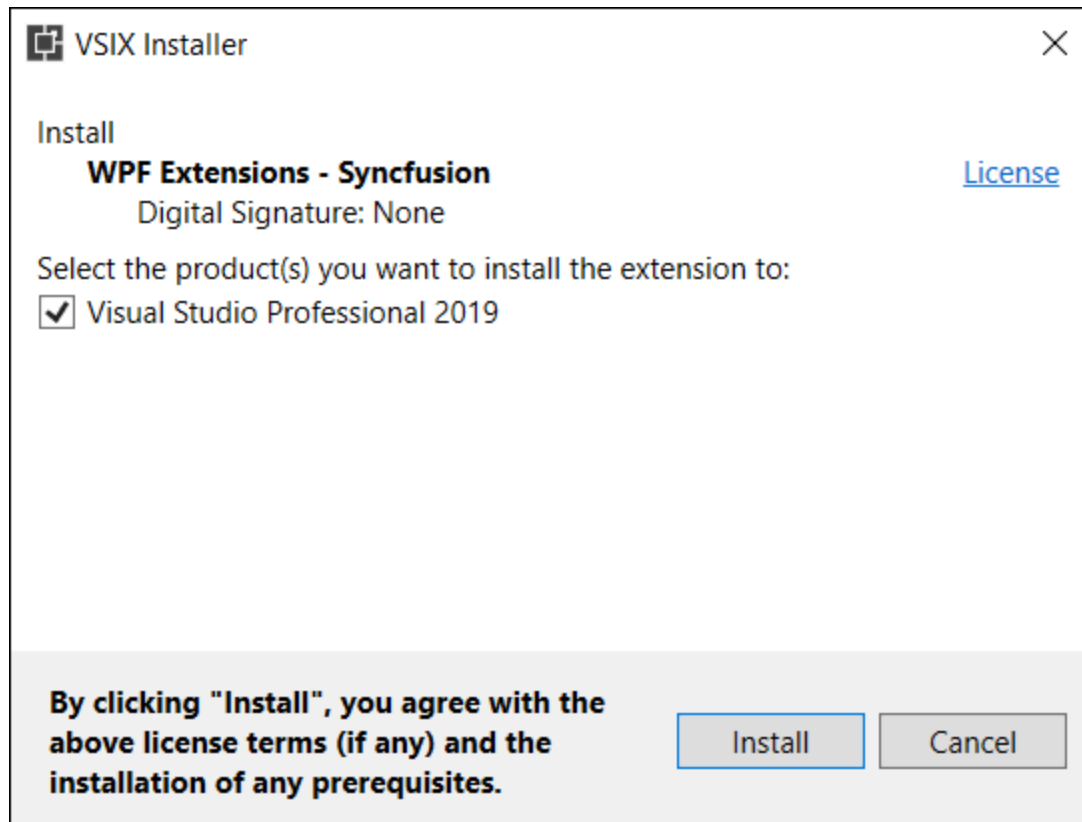 VSIX Installer
Install
WPF Extensions - Syncfusion
License
Digital Signature: None
Select the product(s) you want to install the extension to:
Visual Studio Professional 2019
By clicking "Install", you agree with the
above license terms (if any) and the
installation of any prerequisites.
Install
Cancel